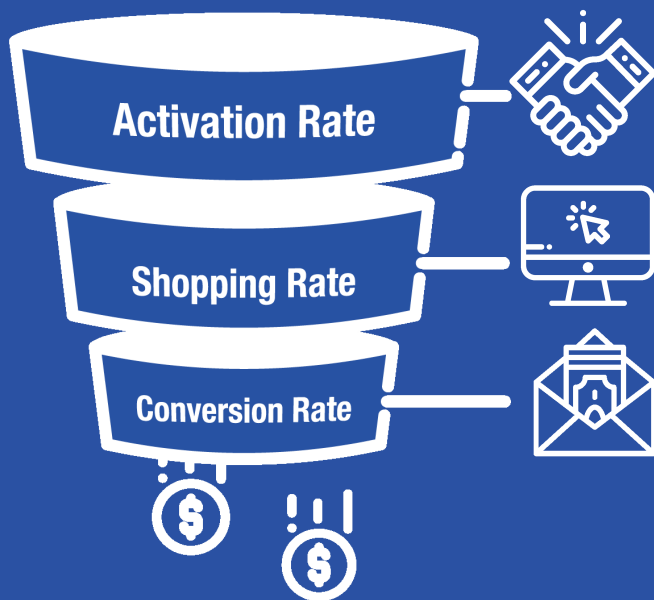 Activation Rate
Shopping Rate
Conversion Rate
$
$